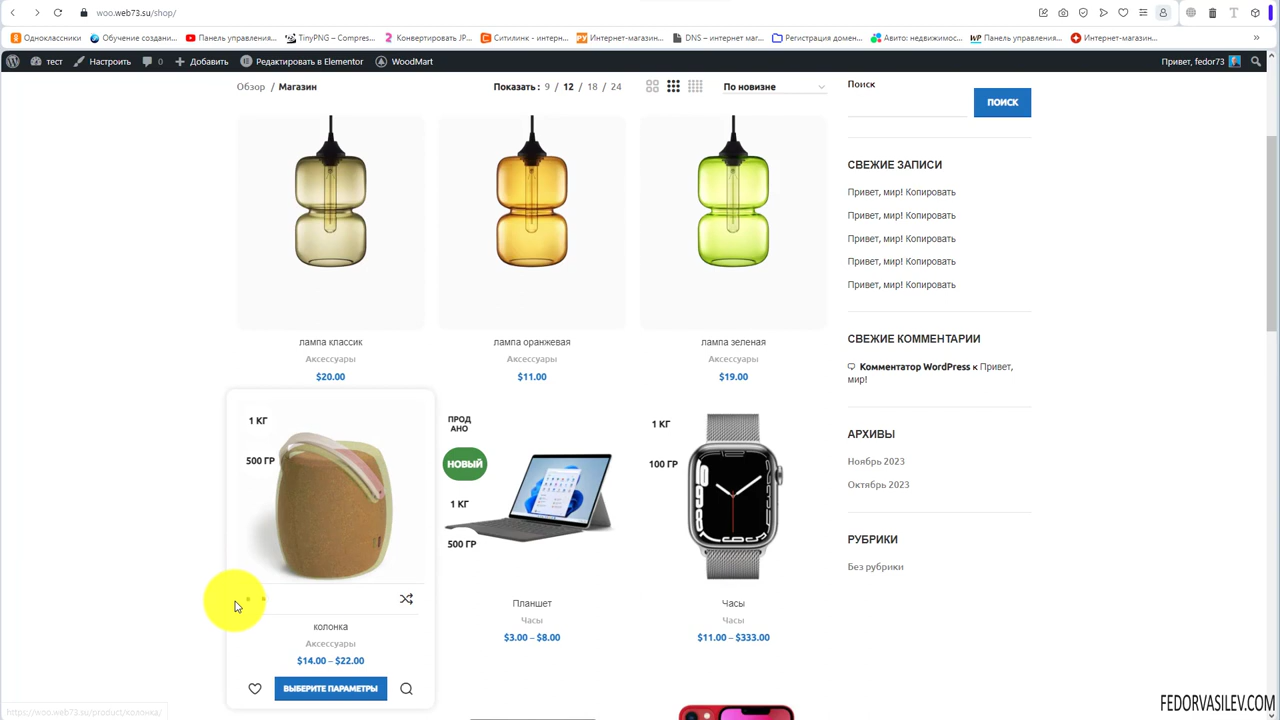 woo.web73.su/shop/
Одноклассники
Обучение создани...
Панель управления...
TinyPNG – Compres...
Конвертировать JP...
Ситилинк - интерн...
Интернет-магазин...
DNS – интернет маг...
Регистрация домен...
Авито: недвижимос...
Панель управления...
Интернет-магазин...
тест
Настроить
0
Добавить
Редактировать в Elementor
WoodMart
Привет, fedor73
Обзор / Магазин
Показать : 9 / 12 / 18 / 24
По новизне
Поиск
ПОИСК
СВЕЖИЕ ЗАПИСИ
Привет, мир! Копировать
Привет, мир! Копировать
Привет, мир! Копировать
Привет, мир! Копировать
Привет, мир! Копировать
лампа классик
Аксессуары
$20.00
лампа оранжевая
Аксессуары
$11.00
лампа зеленая
Аксессуары
$19.00
СВЕЖИЕ КОММЕНТАРИИ
Комментатор WordPress к Привет,
мир!
АРХИВЫ
Ноябрь 2023
Октябрь 2023
РУБРИКИ
Без рубрики
1 КГ
500 ГР
колонка
Аксессуары
$14.00 – $22.00
ВЫБЕРИТЕ ПАРАМЕТРЫ
ПРОД
АНО
НОВЫЙ
1 КГ
500 ГР
Планшет
Часы
$3.00 – $8.00
1 КГ
100 ГР
Часы
Часы
$11.00 – $333.00
https://woo.web73.su/product/колонка/
FEDORVASILEV.COM